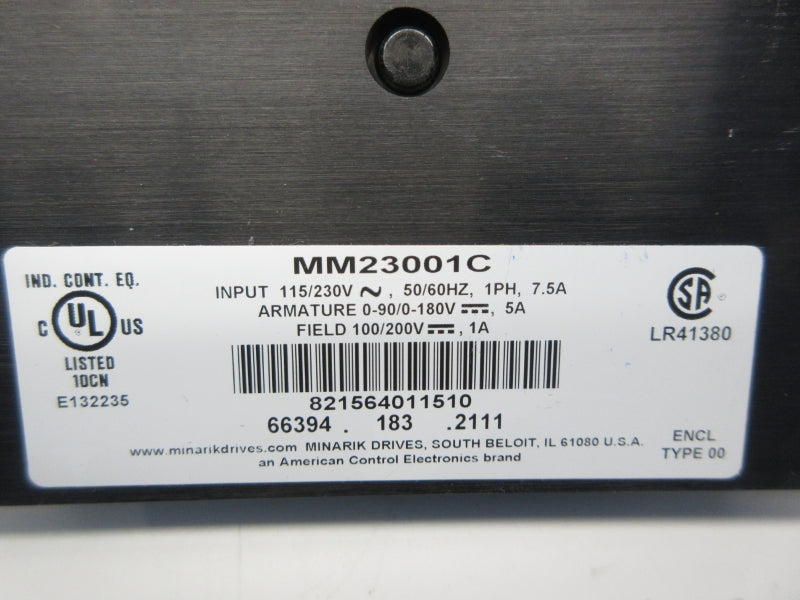 MM23001C
INPUT 115/230V ~, 50/60HZ, 1PH, 7.5A
ARMATURE 0-90/0-180V ⎓, 5A
FIELD 100/200V ⎓, 1A
821564011510
66394 . 183 .2111
www.minarikdrives.com MINARIK DRIVES, SOUTH BELOIT, IL 61080 U.S.A.
an American Control Electronics brand
IND. CONT. EQ.
C UL US
LISTED
10CN
E132235
SA
LR41380
ENCL
TYPE 00